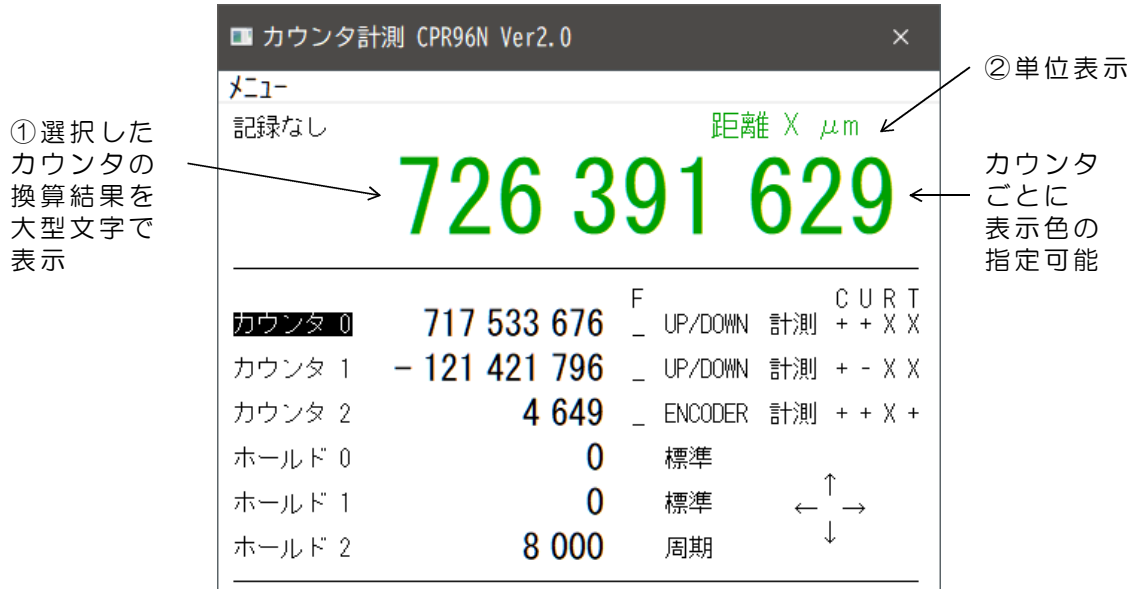 カウンタ計測 CPR96N Ver2.0 ×
メニュー
記録なし
距離 X μm
726 391 629
①選択した
カウンタの
換算結果を
大型文字で
表示
②単位表示
カウンタ
ごとに
表示色の
指定可能
F C U R T
カウンタ 0 717 533 676 _ UP/DOWN 計測 + + X X
カウンタ 1 - 121 421 796 _ UP/DOWN 計測 + - X X
カウンタ 2 4 649 _ ENCODER 計測 + + X +
ホールド 0 0 標準
ホールド 1 0 標準
ホールド 2 8 000 周期
↑
← →
↓